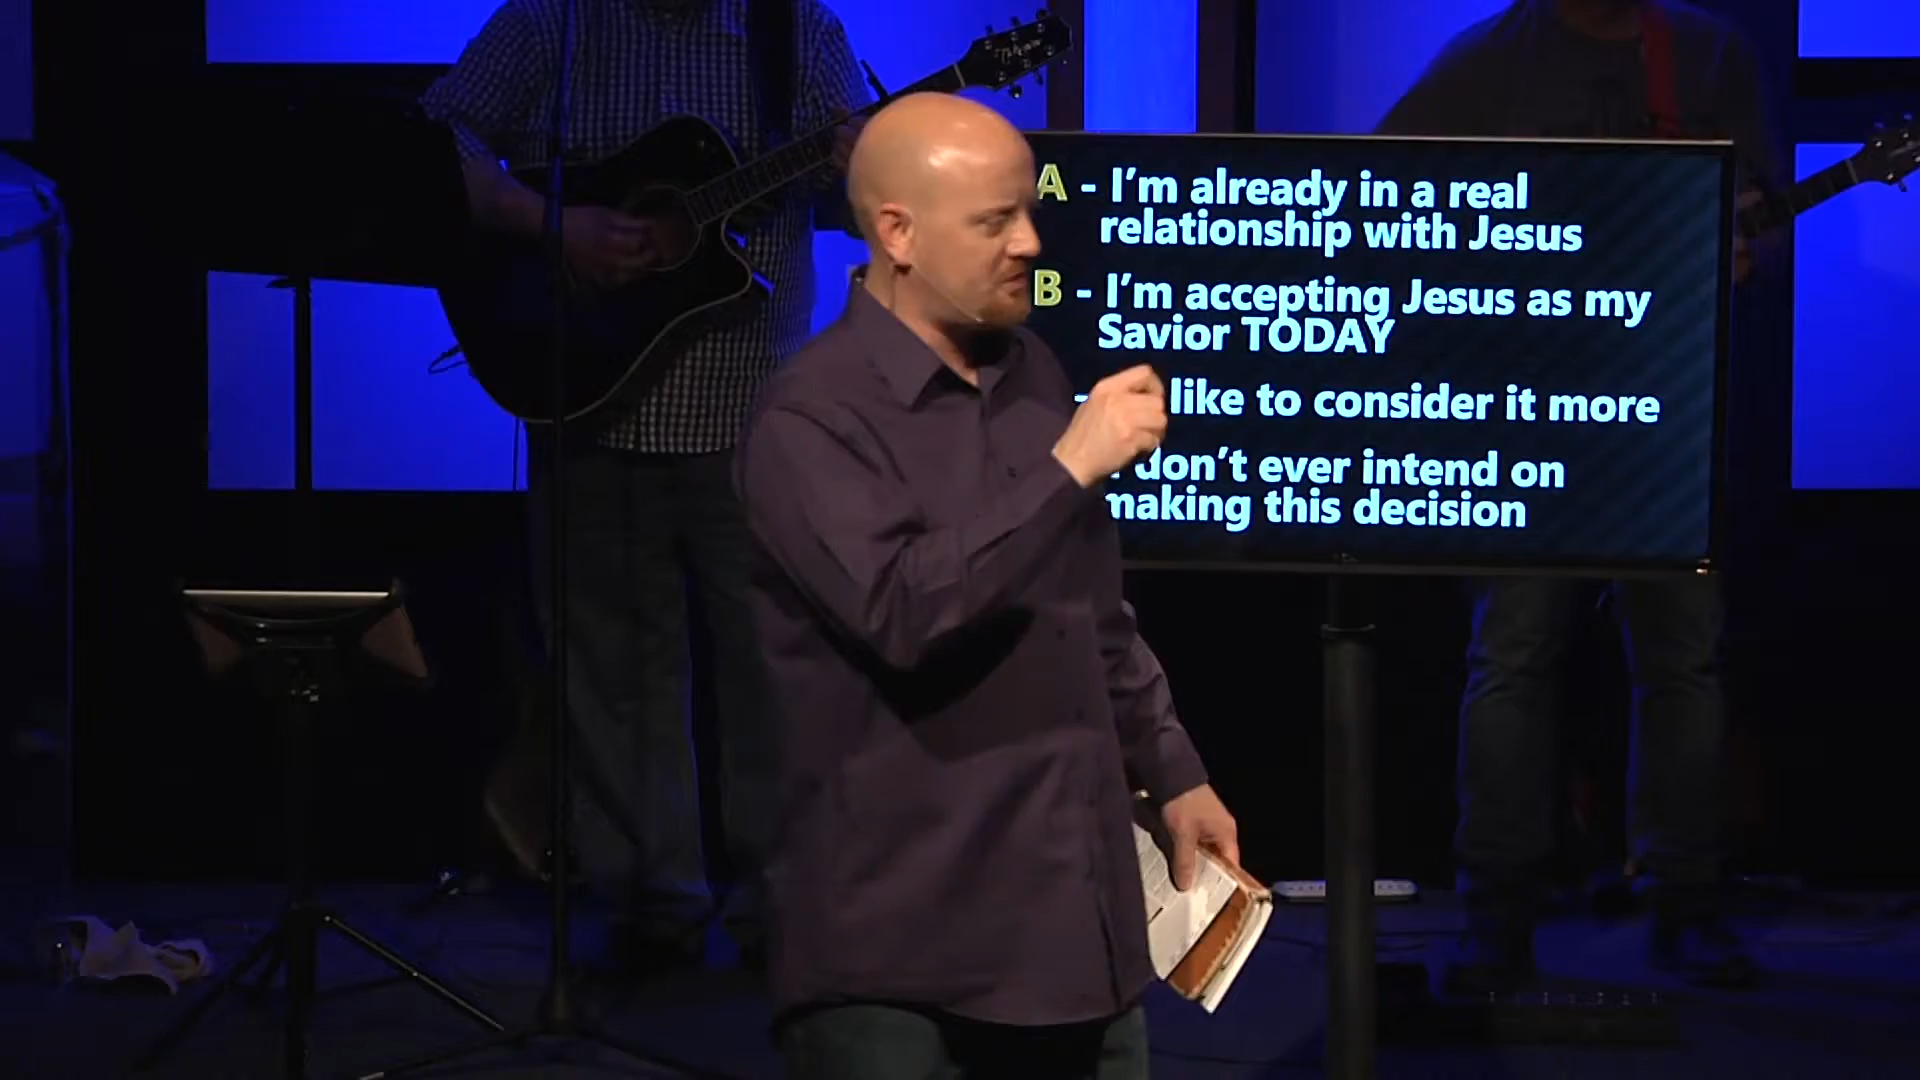 A - I'm already in a real
relationship with Jesus
B - I'm accepting Jesus as my
Savior TODAY
- like to consider it more
I don't ever intend on
making this decision